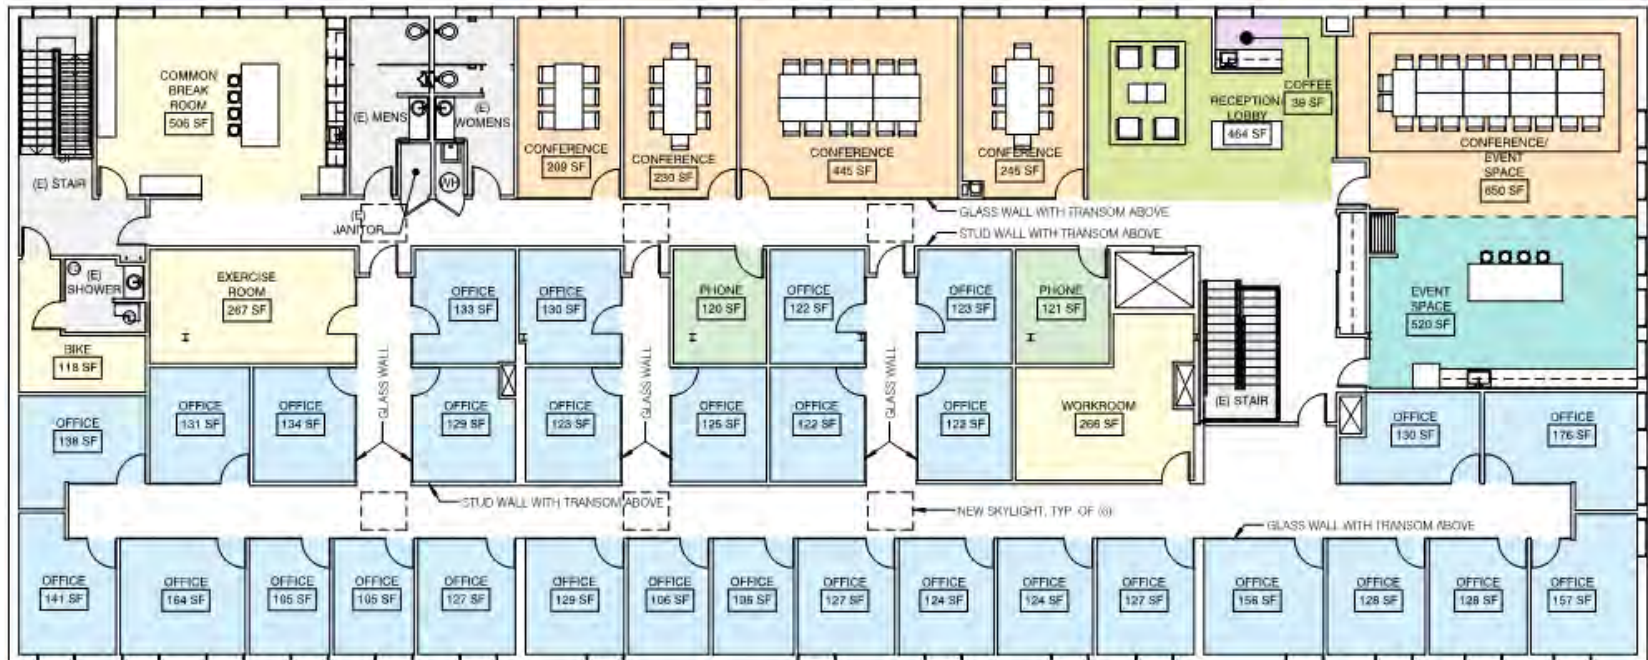 COMMON
BREAK
ROOM
506 SF
(E) STAIR
(E) MENS
(E)
WOMENS
WH
(E)
JANITOR
CONFERENCE
209 SF
CONFERENCE
230 SF
CONFERENCE
445 SF
CONFERENCE
245 SF
RECEPTION/
LOBBY
464 SF
COFFEE
39 SF
CONFERENCE/
EVENT
SPACE
650 SF
GLASS WALL WITH TRANSOM ABOVE
STUD WALL WITH TRANSOM ABOVE
(E)
SHOWER
EXERCISE
ROOM
267 SF
OFFICE
133 SF
OFFICE
130 SF
PHONE
120 SF
OFFICE
122 SF
OFFICE
123 SF
PHONE
121 SF
EVENT
SPACE
520 SF
BIKE
118 SF
GLASS WALL
GLASS WALL
GLASS WALL
OFFICE
138 SF
OFFICE
131 SF
OFFICE
134 SF
OFFICE
129 SF
OFFICE
123 SF
OFFICE
125 SF
OFFICE
122 SF
OFFICE
123 SF
WORKROOM
266 SF
(E) STAIR
OFFICE
130 SF
OFFICE
176 SF
STUD WALL WITH TRANSOM ABOVE
NEW SKYLIGHT, TYP. OF (6)
GLASS WALL WITH TRANSOM ABOVE
OFFICE
141 SF
OFFICE
164 SF
OFFICE
105 SF
OFFICE
105 SF
OFFICE
127 SF
OFFICE
129 SF
OFFICE
106 SF
OFFICE
106 SF
OFFICE
127 SF
OFFICE
124 SF
OFFICE
124 SF
OFFICE
127 SF
OFFICE
156 SF
OFFICE
128 SF
OFFICE
128 SF
OFFICE
157 SF